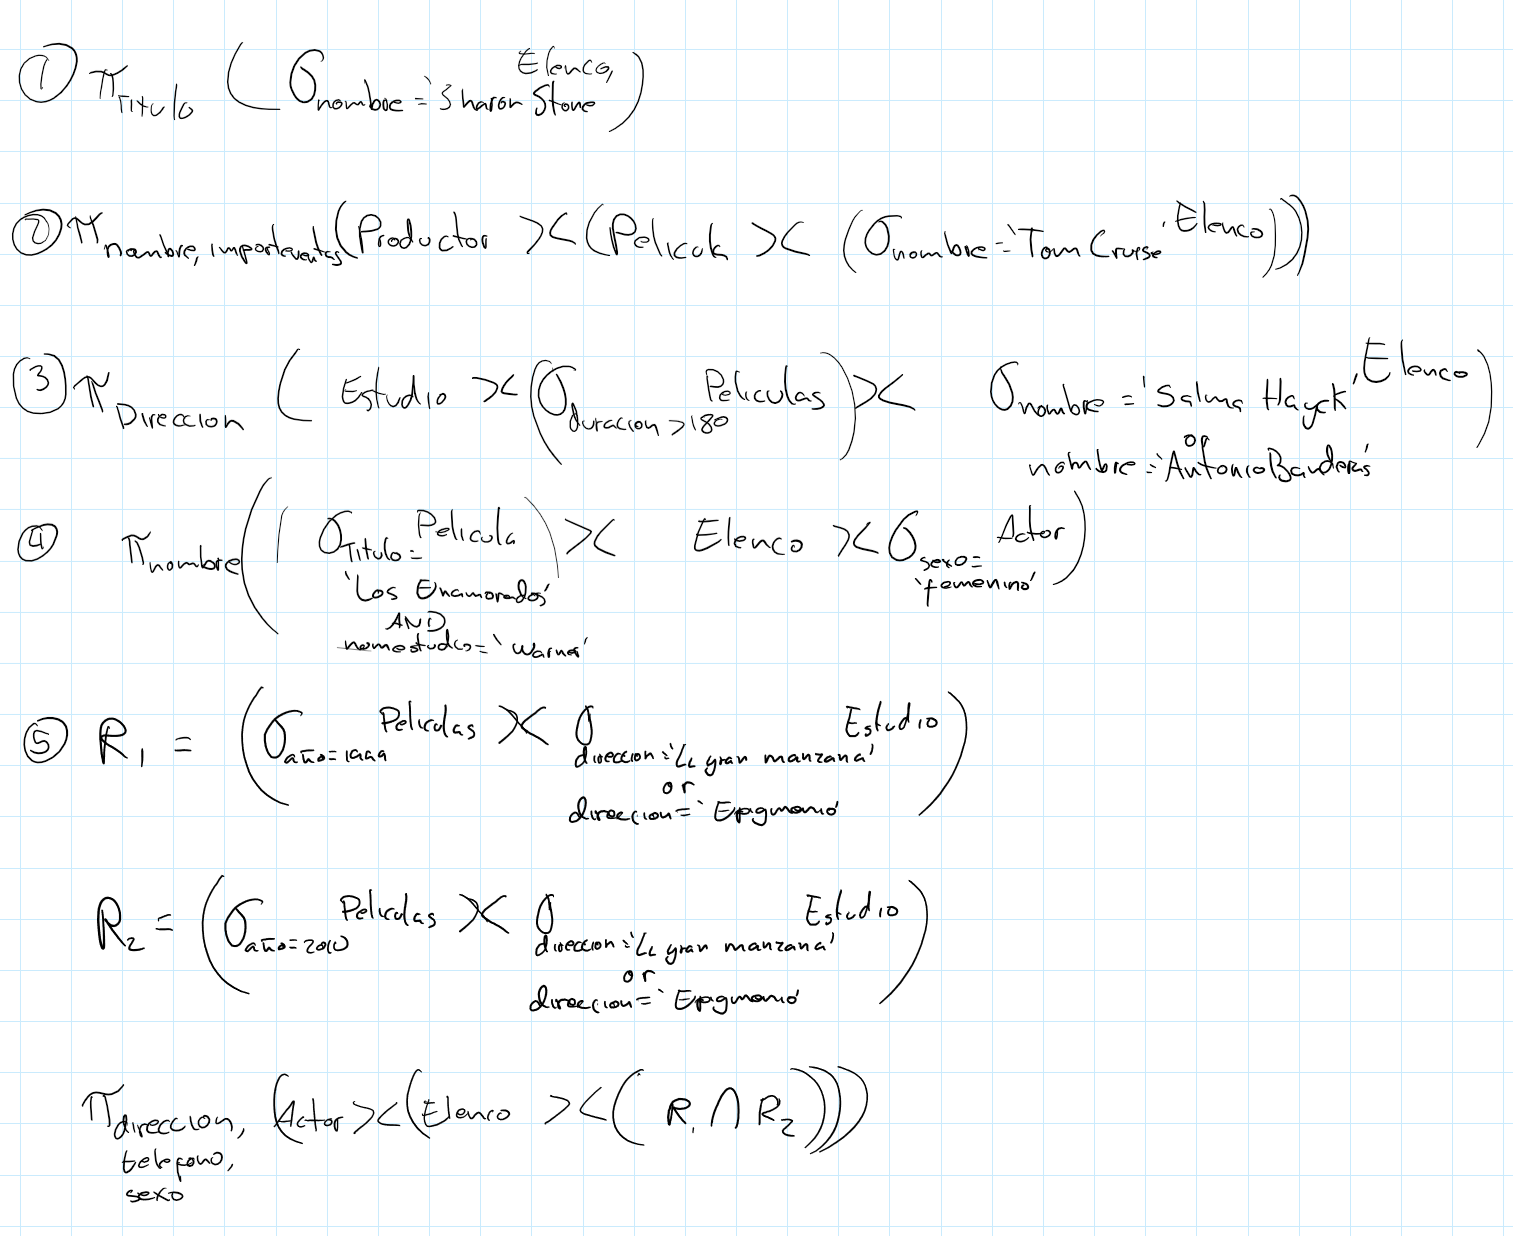 ① π Titulo ( σ nombre = 'Sharon Stone' Elenco )
② π nombre, importeventas ( Productor >< ( Pelicula >< ( σ nombre = 'Tom Cruise' Elenco )))
③ π Direccion ( Estudio >< ( σ duracion > 180 Peliculas ) >< σ nombre = 'Salma Hayek' Elenco )
or
nombre = 'Antonio Banderas'
④ π nombre ( ( σ Titulo = Pelicula ) >< Elenco >< σ sexo = Actor )
'Los Enamorados' 'femenino'
AND
nomestudio = 'Warner'
⑤ R1 = ( σ año = 1999 Peliculas >< σ direccion = 'La gran manzana' Estudio )
or
direccion = 'Epigmenio'
R2 = ( σ año = 2010 Peliculas >< σ direccion = 'La gran manzana' Estudio )
or
direccion = 'Epigmenio'
π direccion, ( Actor >< ( Elenco >< ( R1 ∩ R2 )))
telefono,
sexo